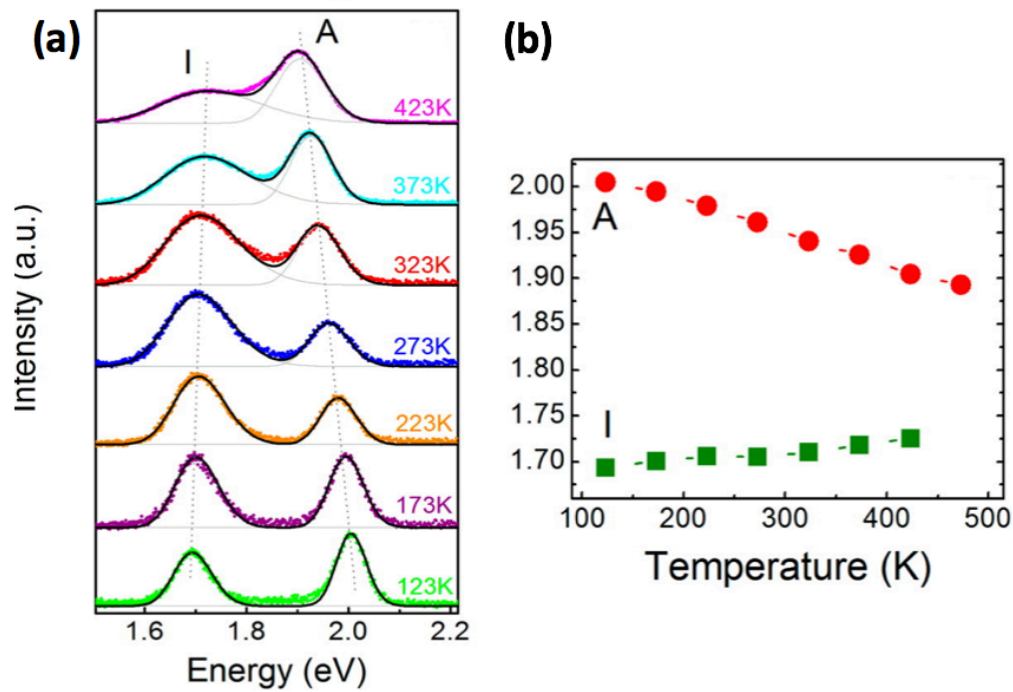 (a)
I
A
423K
373K
323K
273K
223K
173K
123K
Intensity (a.u.)
1.6 1.8 2.0 2.2
Energy (eV)
(b)
2.00
1.95
1.90
1.85
1.80
1.75
1.70
A
I
100 200 300 400 500
Temperature (K)